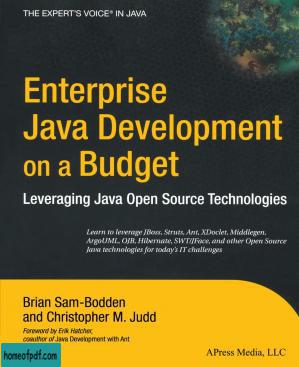 THE EXPERT'S VOICE® IN JAVA
Enterprise
Java Development
on a Budget
Leveraging Java Open Source Technologies
Learn to leverage JBoss, Struts, Ant, XDoclet, Middlegen,
ArgoUML, OJB, Hibernate, SWT/JFace, and other Open Source
Java technologies for today's IT challenges
Brian Sam-Bodden
and Christopher M. Judd
Foreword by Erik Hatcher,
coauthor of Java Development with Ant
APress Media, LLC
homeofpdf.com